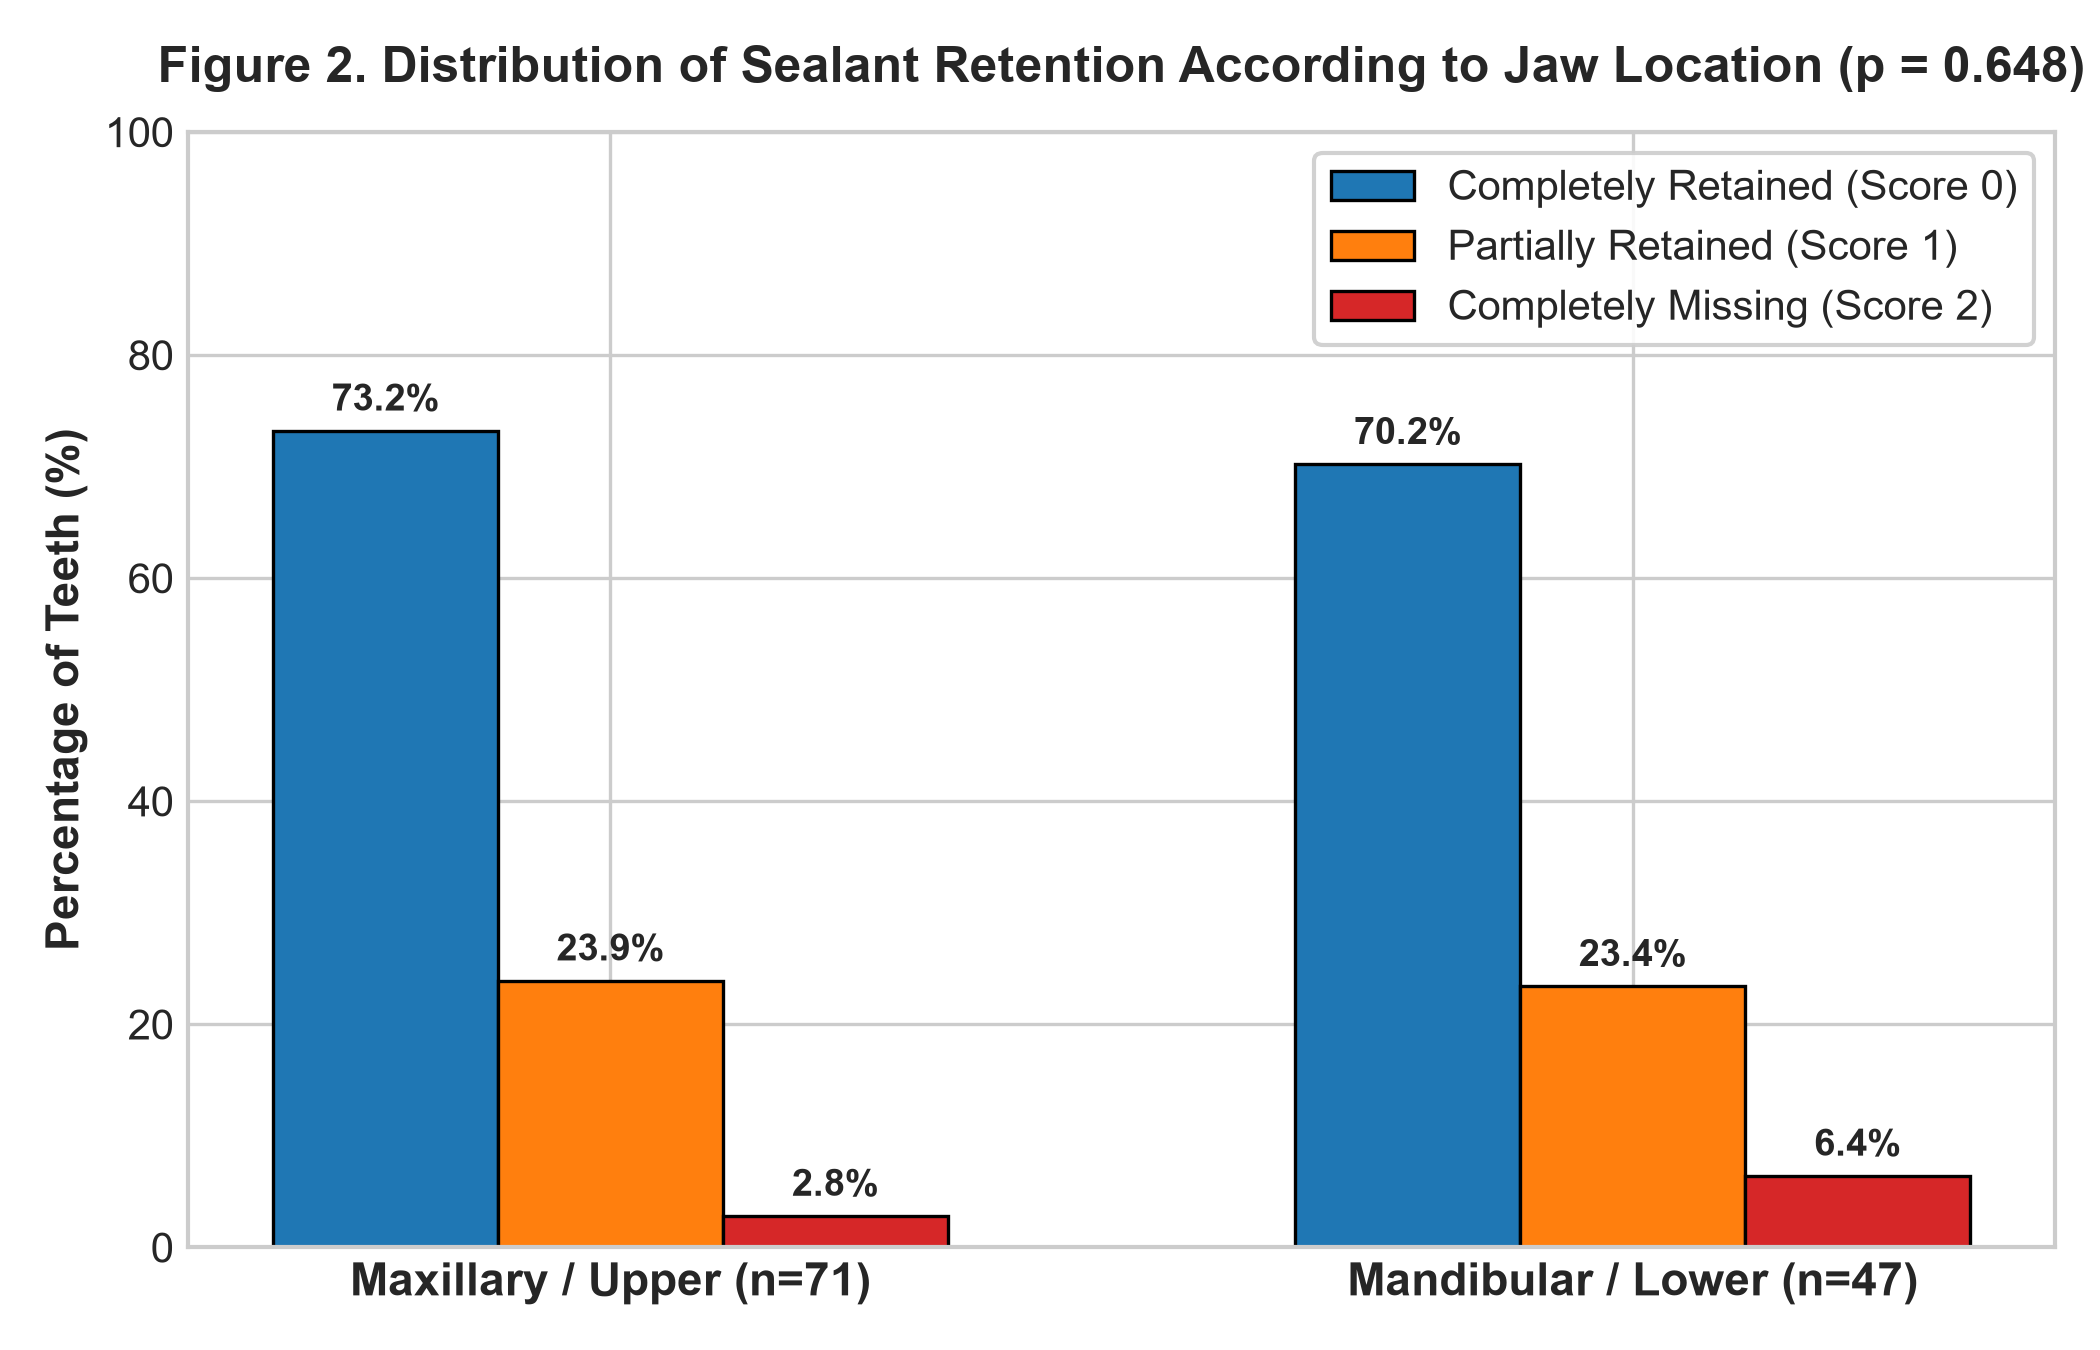 Figure 2. Distribution of Sealant Retention According to Jaw Location (p = 0.648)
Percentage of Teeth (%)
100
80
60
40
20
0
Completely Retained (Score 0)
Partially Retained (Score 1)
Completely Missing (Score 2)
73.2%
23.9%
2.8%
70.2%
23.4%
6.4%
Maxillary / Upper (n=71)
Mandibular / Lower (n=47)